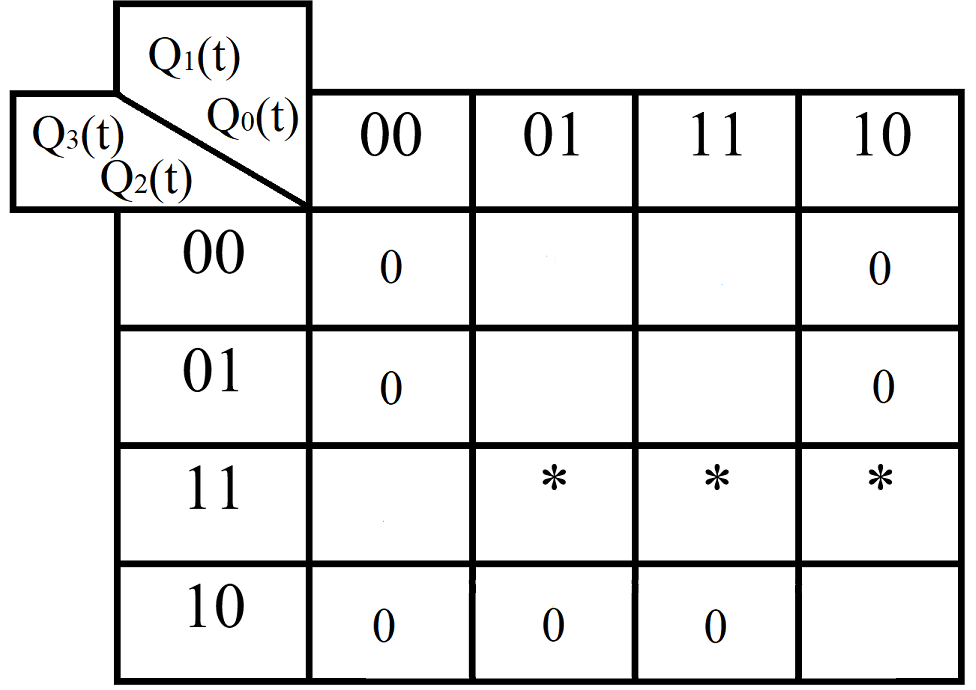 Q1(t)
Q0(t)
Q3(t)
Q2(t)
00 01 11 10
00 0 0
01 0 0
11 * * *
10 0 0 0